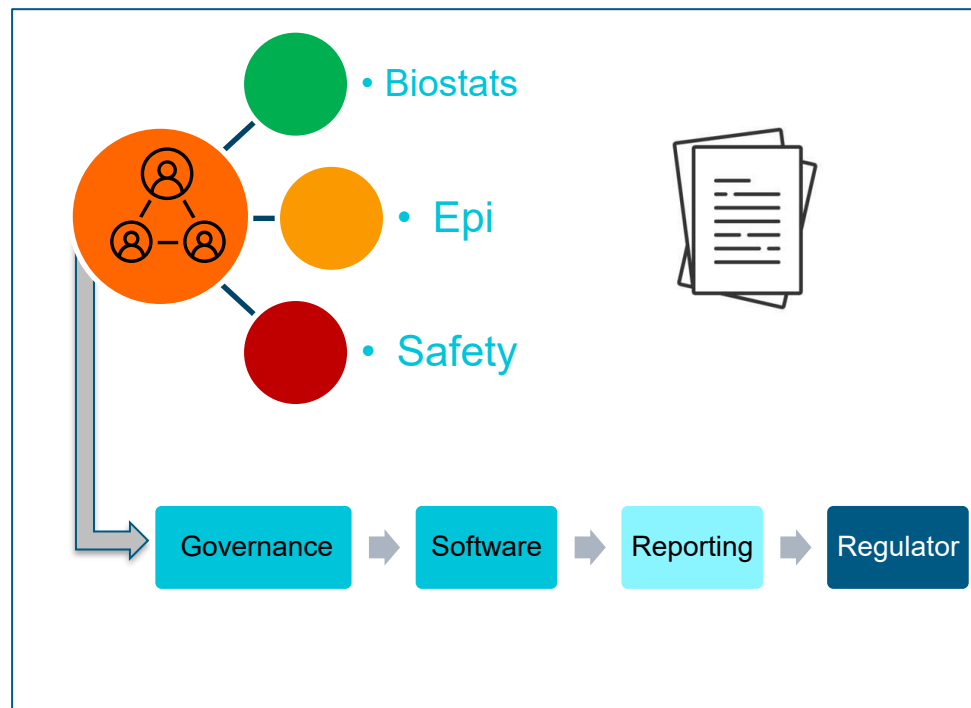 • Biostats
• Epi
• Safety
Governance
Software
Reporting
Regulator